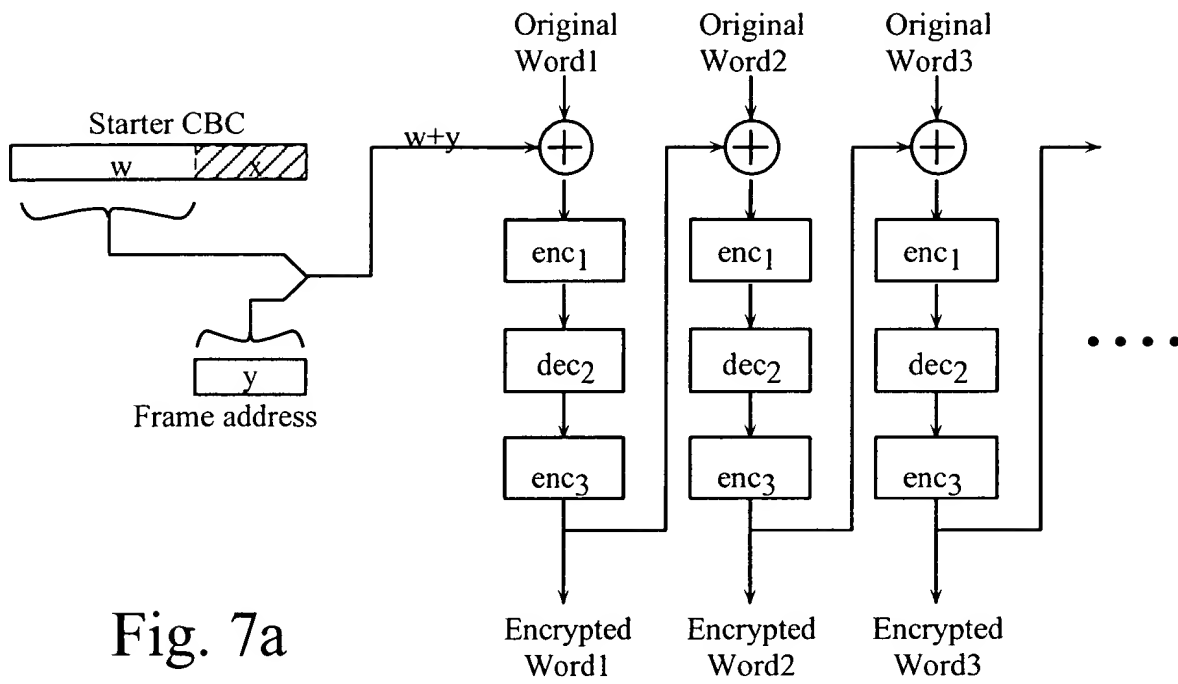 Original Word1
Original Word2
Original Word3
Starter CBC
w x
w+y
enc1 enc1 enc1
dec2 dec2 dec2
y
Frame address
enc3 enc3 enc3
Fig. 7a
Encrypted Word1
Encrypted Word2
Encrypted Word3